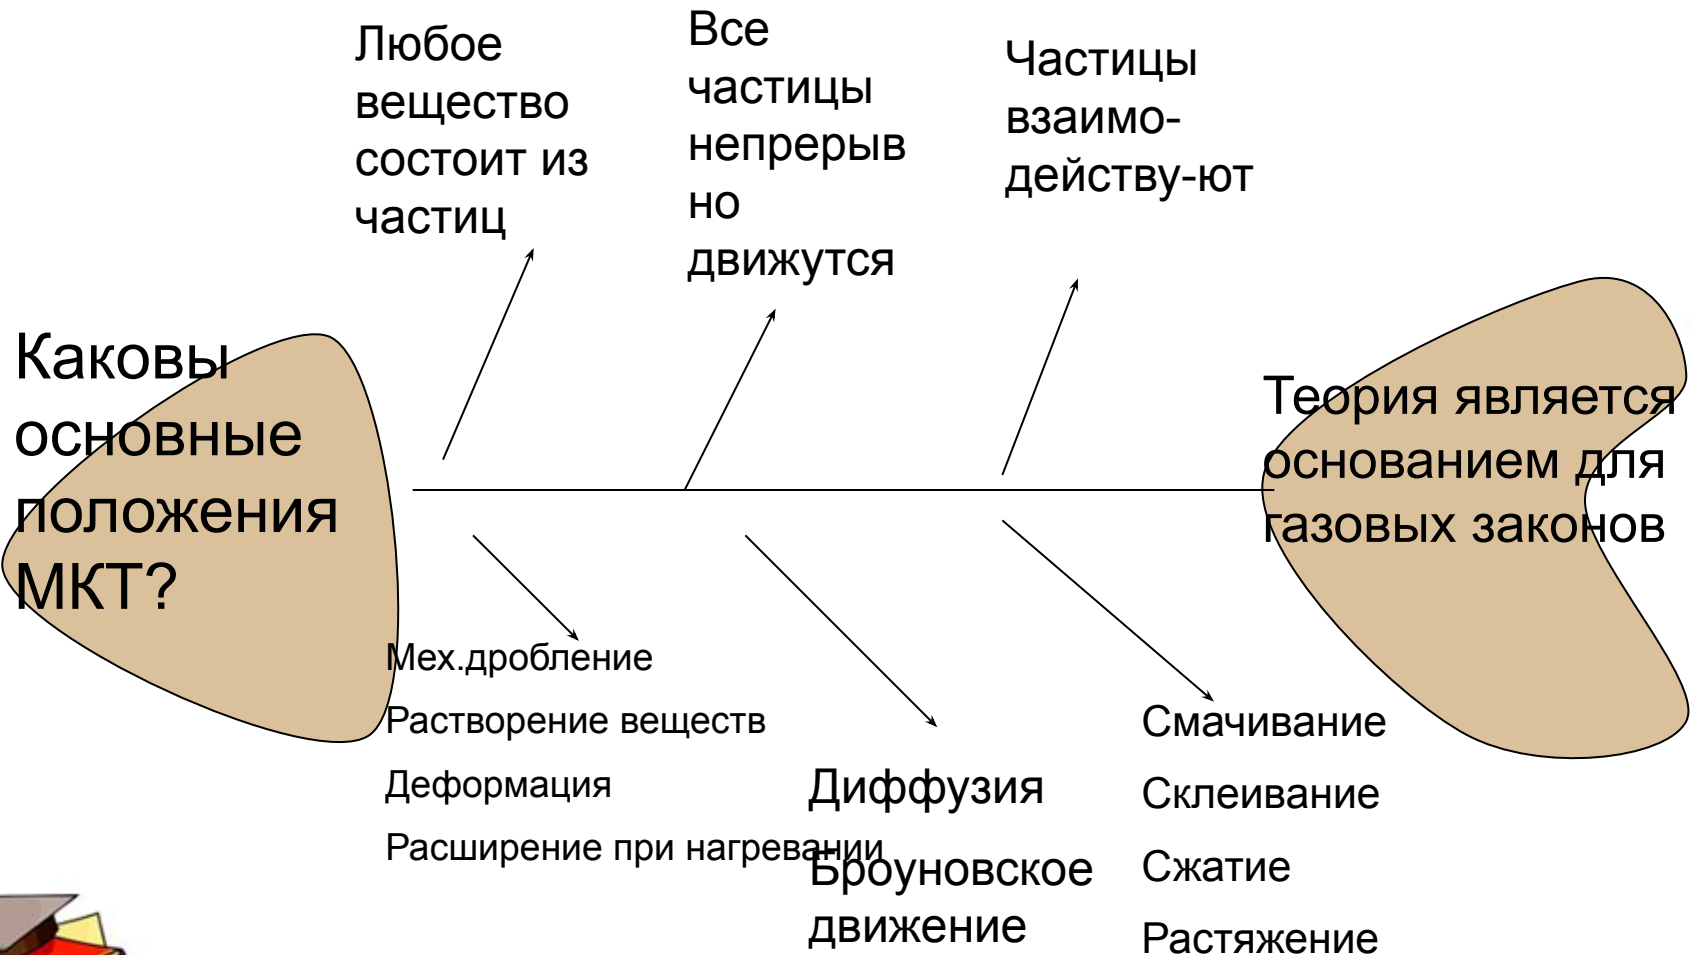 Любое
вещество
состоит из
частиц
Все
частицы
непрерыв
но
движутся
Частицы
взаимо-
действу-ют
Каковы
основные
положения
МКТ?
Теория является
основанием для
газовых законов
Мех.дробление
Растворение веществ
Деформация
Расширение при нагревании
Диффузия
Броуновское
движение
Смачивание
Склеивание
Сжатие
Растяжение